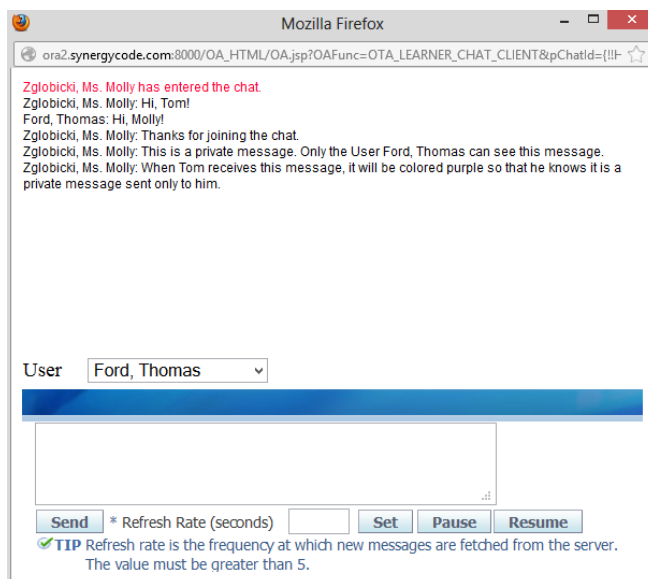 Mozilla Firefox
ora2.synergycode.com:8000/OA_HTML/OA.jsp?OAFunc=OTA_LEARNER_CHAT_CLIENT&pChatId={!!H
Zglobicki, Ms. Molly has entered the chat.
Zglobicki, Ms. Molly: Hi, Tom!
Ford, Thomas: Hi, Molly!
Zglobicki, Ms. Molly: Thanks for joining the chat.
Zglobicki, Ms. Molly: This is a private message. Only the User Ford, Thomas can see this message.
Zglobicki, Ms. Molly: When Tom receives this message, it will be colored purple so that he knows it is a
private message sent only to him.
User Ford, Thomas
Send * Refresh Rate (seconds) Set Pause Resume
TIP Refresh rate is the frequency at which new messages are fetched from the server.
The value must be greater than 5.